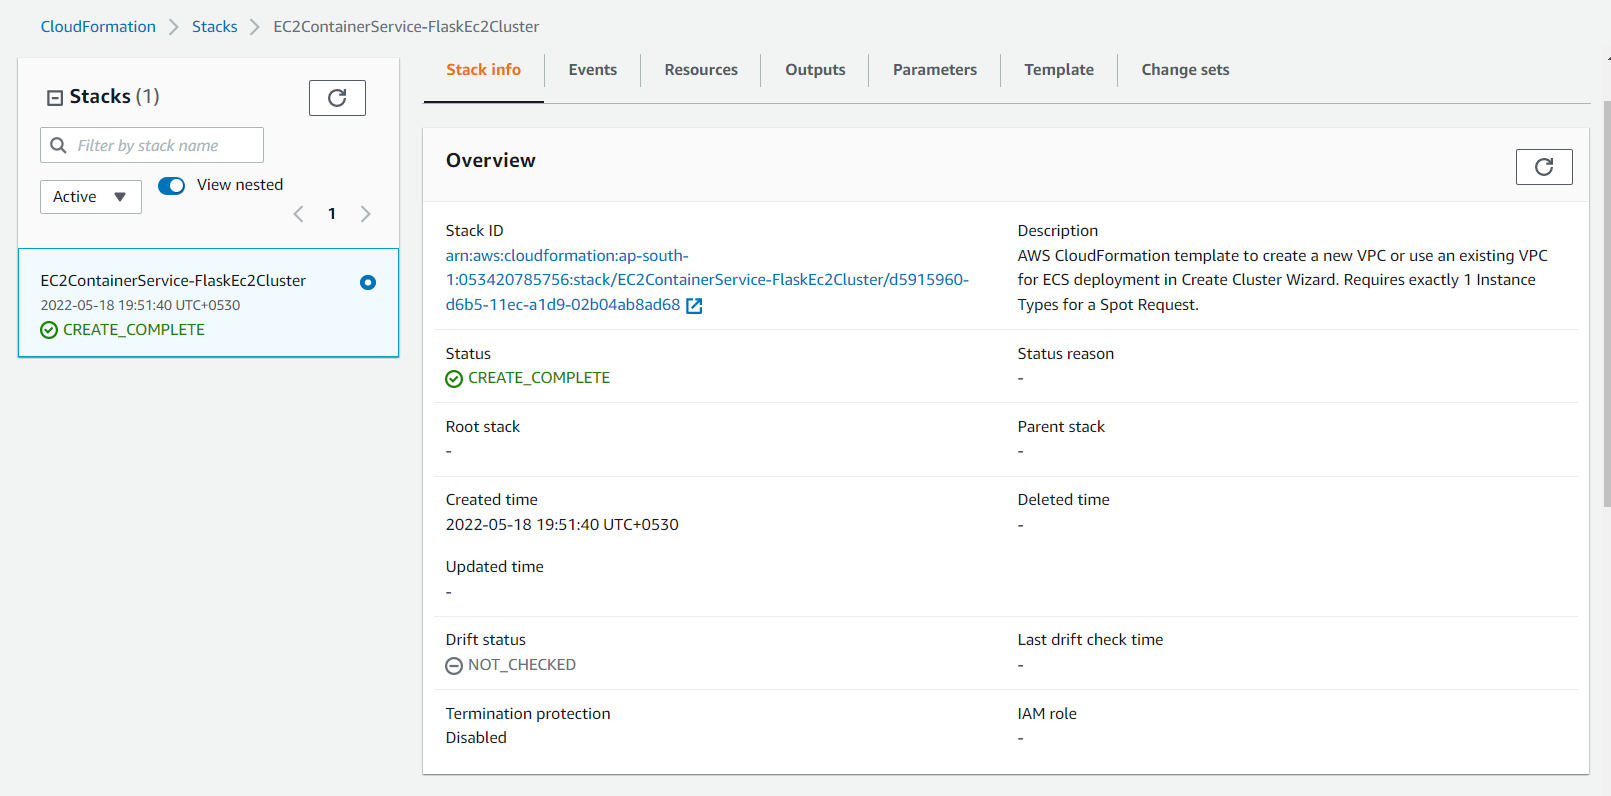 CloudFormation > Stacks > EC2ContainerService-FlaskEc2Cluster
Stacks (1)
Filter by stack name
Active
View nested
1
EC2ContainerService-FlaskEc2Cluster
2022-05-18 19:51:40 UTC+0530
CREATE_COMPLETE
Stack info
Events
Resources
Outputs
Parameters
Template
Change sets
Overview
Stack ID
arn:aws:cloudformation:ap-south-
1:053420785756:stack/EC2ContainerService-FlaskEc2Cluster/d5915960-
d6b5-11ec-a1d9-02b04ab8ad68
Description
AWS CloudFormation template to create a new VPC or use an existing VPC
for ECS deployment in Create Cluster Wizard. Requires exactly 1 Instance
Types for a Spot Request.
Status
CREATE_COMPLETE
Status reason
-
Root stack
-
Parent stack
-
Created time
2022-05-18 19:51:40 UTC+0530
Deleted time
-
Updated time
-
Drift status
NOT_CHECKED
Last drift check time
-
Termination protection
Disabled
IAM role
-